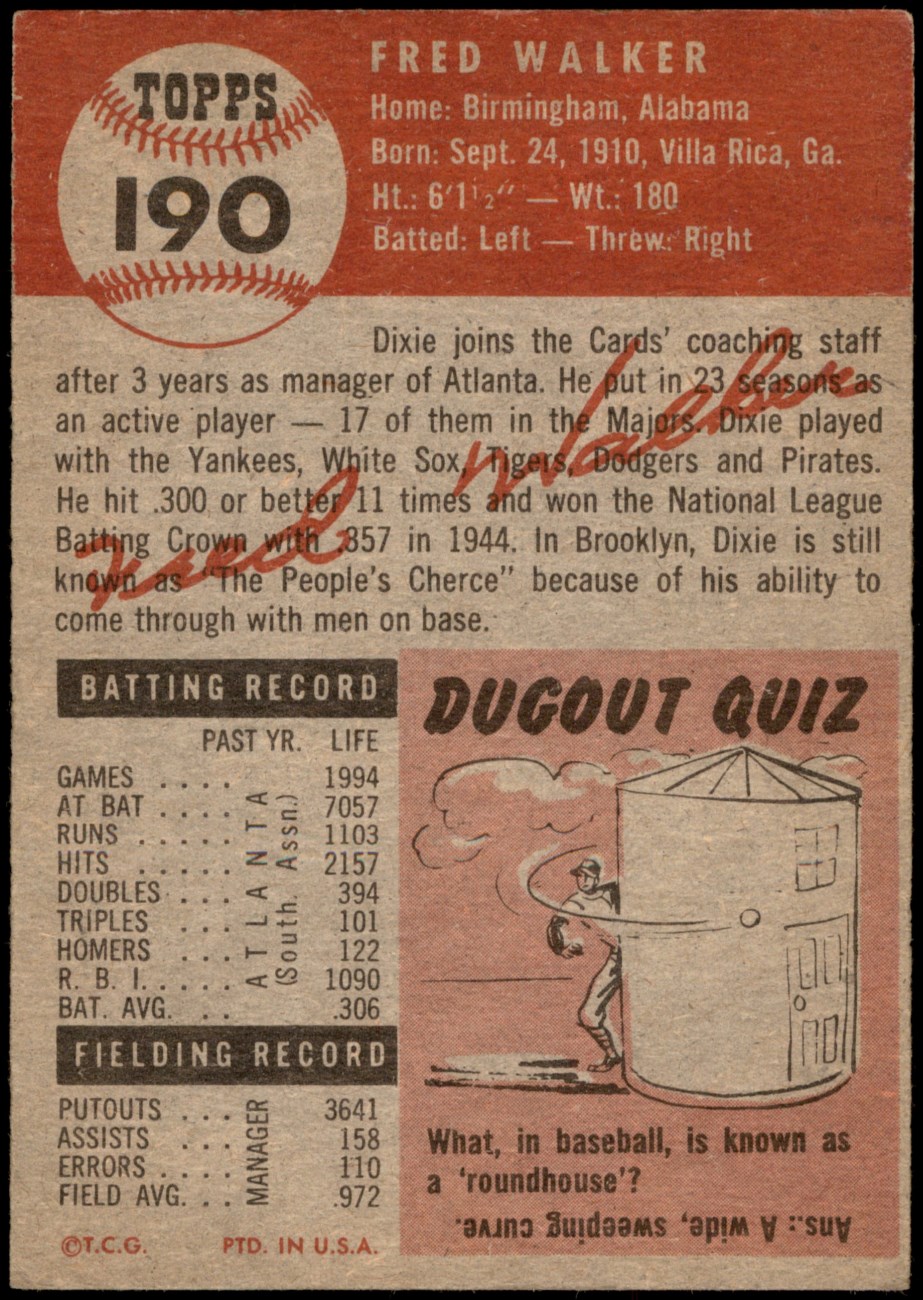 TOPPS
190
FRED WALKER
Home: Birmingham, Alabama
Born: Sept. 24, 1910, Villa Rica, Ga.
Ht.: 6'1½" — Wt.: 180
Batted: Left — Threw: Right
Dixie joins the Cards' coaching staff
after 3 years as manager of Atlanta. He put in 23 seasons as
an active player — 17 of them in the Majors. Dixie played
with the Yankees, White Sox, Tigers, Dodgers and Pirates.
He hit .300 or better 11 times and won the National League
Batting Crown with .357 in 1944. In Brooklyn, Dixie is still
known as "The People's Cherce" because of his ability to
come through with men on base.
Fred Walker
BATTING RECORD
PAST YR. LIFE
GAMES . . . . 1994
AT BAT . . . . 7057
RUNS . . . . . 1103
HITS . . . . . 2157
DOUBLES . . . 394
TRIPLES . . . 101
HOMERS . . . 122
R. B. I. . . . . 1090
BAT. AVG. . . .306
ATLANTA
(South. Assn.)
FIELDING RECORD
PUTOUTS . . . 3641
ASSISTS . . . 158
ERRORS . . . . 110
FIELD AVG. . . .972
MANAGER
©T.C.G. PTD. IN U.S.A.
DUGOUT QUIZ
What, in baseball, is known as
a 'roundhouse'?
Ans.: A wide, sweeping curve.